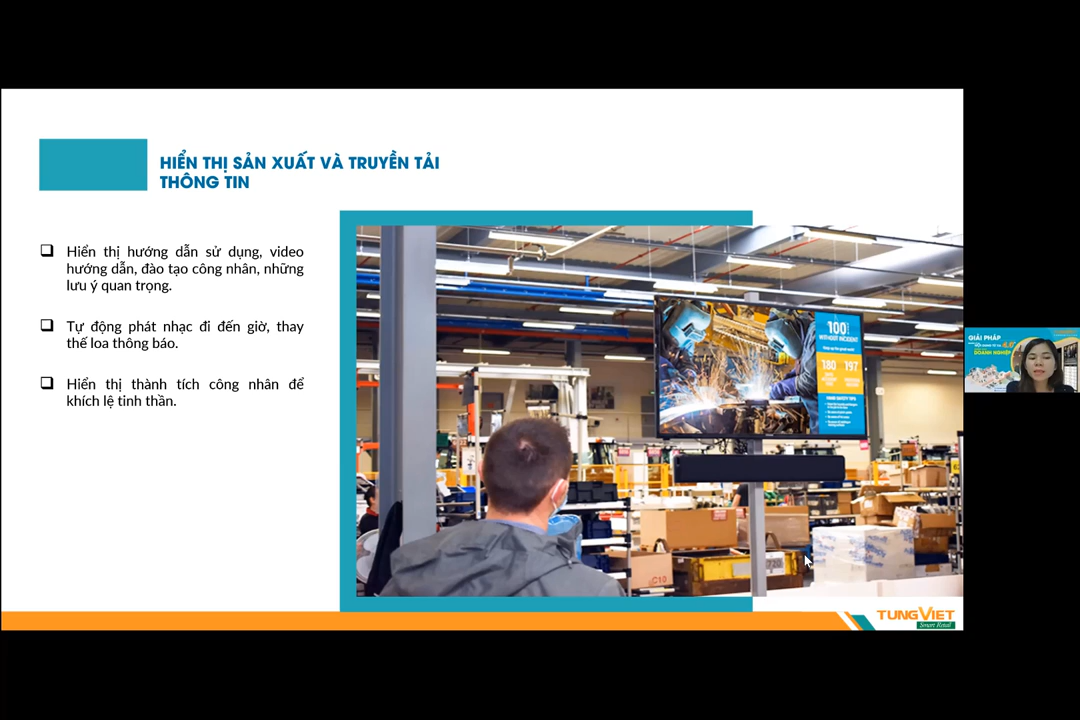 HIỂN THỊ SẢN XUẤT VÀ TRUYỀN TẢI
THÔNG TIN
Hiển thị hướng dẫn sử dụng, video
hướng dẫn, đào tạo công nhân, những
lưu ý quan trọng.
Tự động phát nhạc đi đến giờ, thay
thế loa thông báo.
Hiển thị thành tích công nhân để
khích lệ tinh thần.
100
WITHOUT INCIDENT
180 197
C10
GIẢI PHÁP
DOANH NGHIỆP
TUNGVIET
Smart Retail